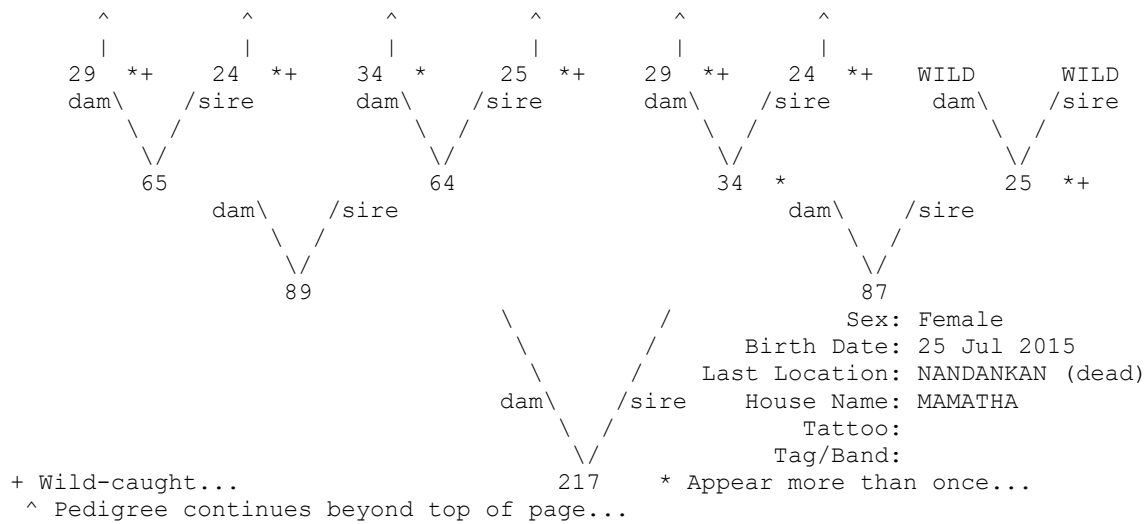 ^ ^ ^ ^ ^ ^
| | | | | |
29 *+ 24 *+ 34 * 25 *+ 29 *+ 24 *+ WILD WILD
dam\ /sire dam\ /sire dam\ /sire dam\ /sire
\ / \ / \ / \ /
\/ \/ \/ \/
65 64 34 * 25 *+
dam\ /sire dam\ /sire
\ / \ /
\/ \/
89 87
\ / Sex: Female
\ / Birth Date: 25 Jul 2015
\ / Last Location: NANDANKAN (dead)
dam\ /sire House Name: MAMATHA
\ / Tattoo:
\/ Tag/Band:
+ Wild-caught... 217 * Appear more than once...
^ Pedigree continues beyond top of page...